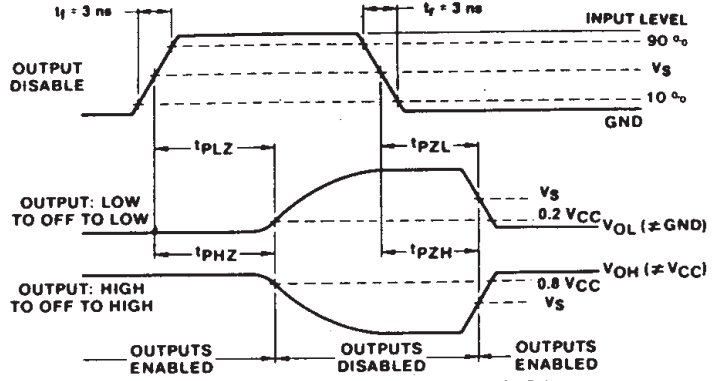 tf = 3 ns
tf = 3 ns
INPUT LEVEL
90 %
OUTPUT DISABLE
VS
10 %
GND
tPLZ
tPZL
OUTPUT: LOW
TO OFF TO LOW
VS
0.2 VCC
VOL (≠ GND)
tPHZ
tPZH
OUTPUT: HIGH
TO OFF TO HIGH
VOH (≠ VCC)
0.8 VCC
VS
OUTPUTS ENABLED
OUTPUTS DISABLED
OUTPUTS ENABLED